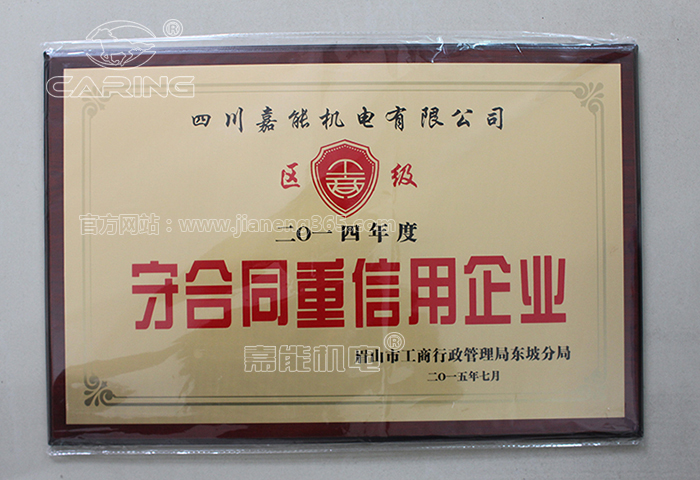 CARING®
四川嘉能机电有限公司
区 工商 级
官方网站：www.jianeng365.com
二〇一四年度
守合同重信用企业
嘉能机电®
眉山市工商行政管理局东坡分局
二〇一五年七月